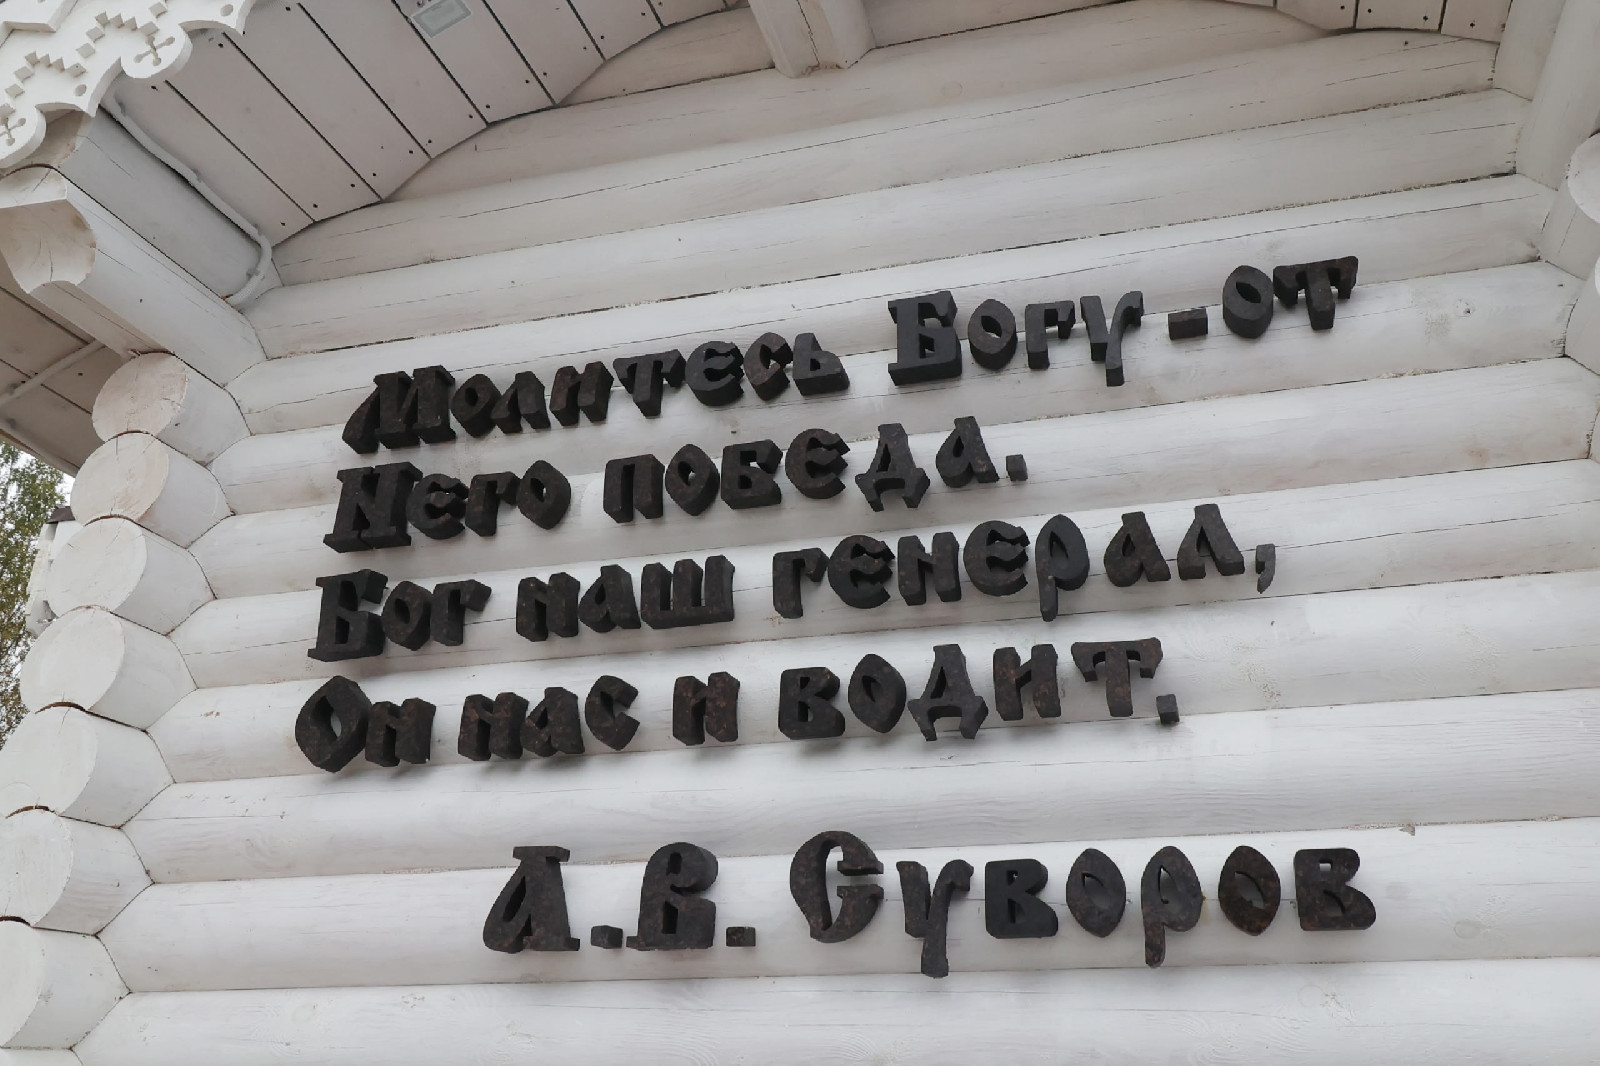 Молитесь Богу - от
Него победа.
Бог наш генерал,
Он нас и водит.
А.В. Суворов